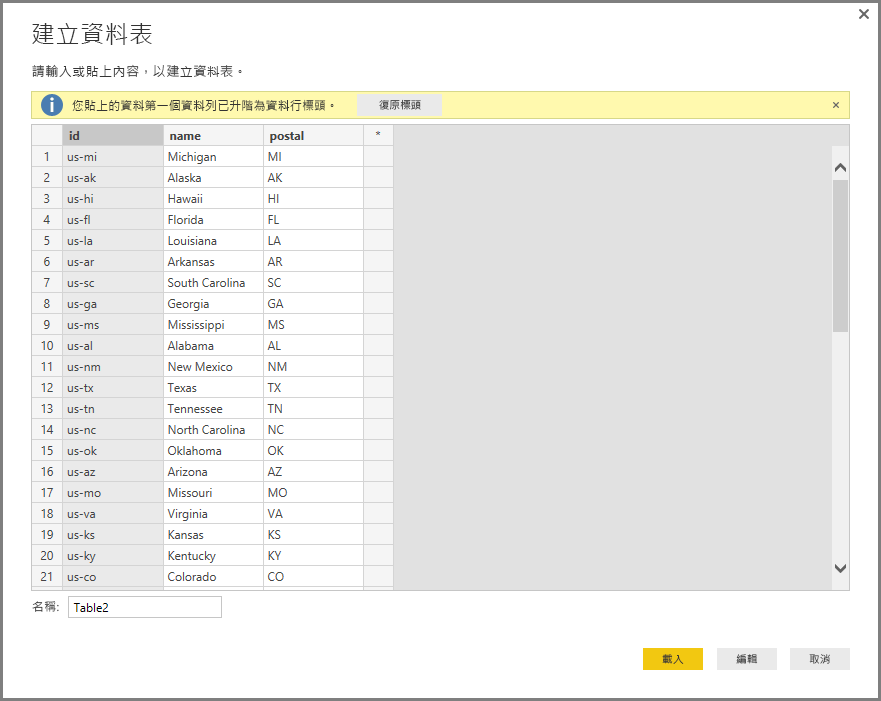 建立資料表
請輸入或貼上內容，以建立資料表。
您貼上的資料第一個資料列已升階為資料行標頭。 復原標頭
id name postal *
1 us-mi Michigan MI
2 us-ak Alaska AK
3 us-hi Hawaii HI
4 us-fl Florida FL
5 us-la Louisiana LA
6 us-ar Arkansas AR
7 us-sc South Carolina SC
8 us-ga Georgia GA
9 us-ms Mississippi MS
10 us-al Alabama AL
11 us-nm New Mexico NM
12 us-tx Texas TX
13 us-tn Tennessee TN
14 us-nc North Carolina NC
15 us-ok Oklahoma OK
16 us-az Arizona AZ
17 us-mo Missouri MO
18 us-va Virginia VA
19 us-ks Kansas KS
20 us-ky Kentucky KY
21 us-co Colorado CO
名稱: Table2
載入 編輯 取消